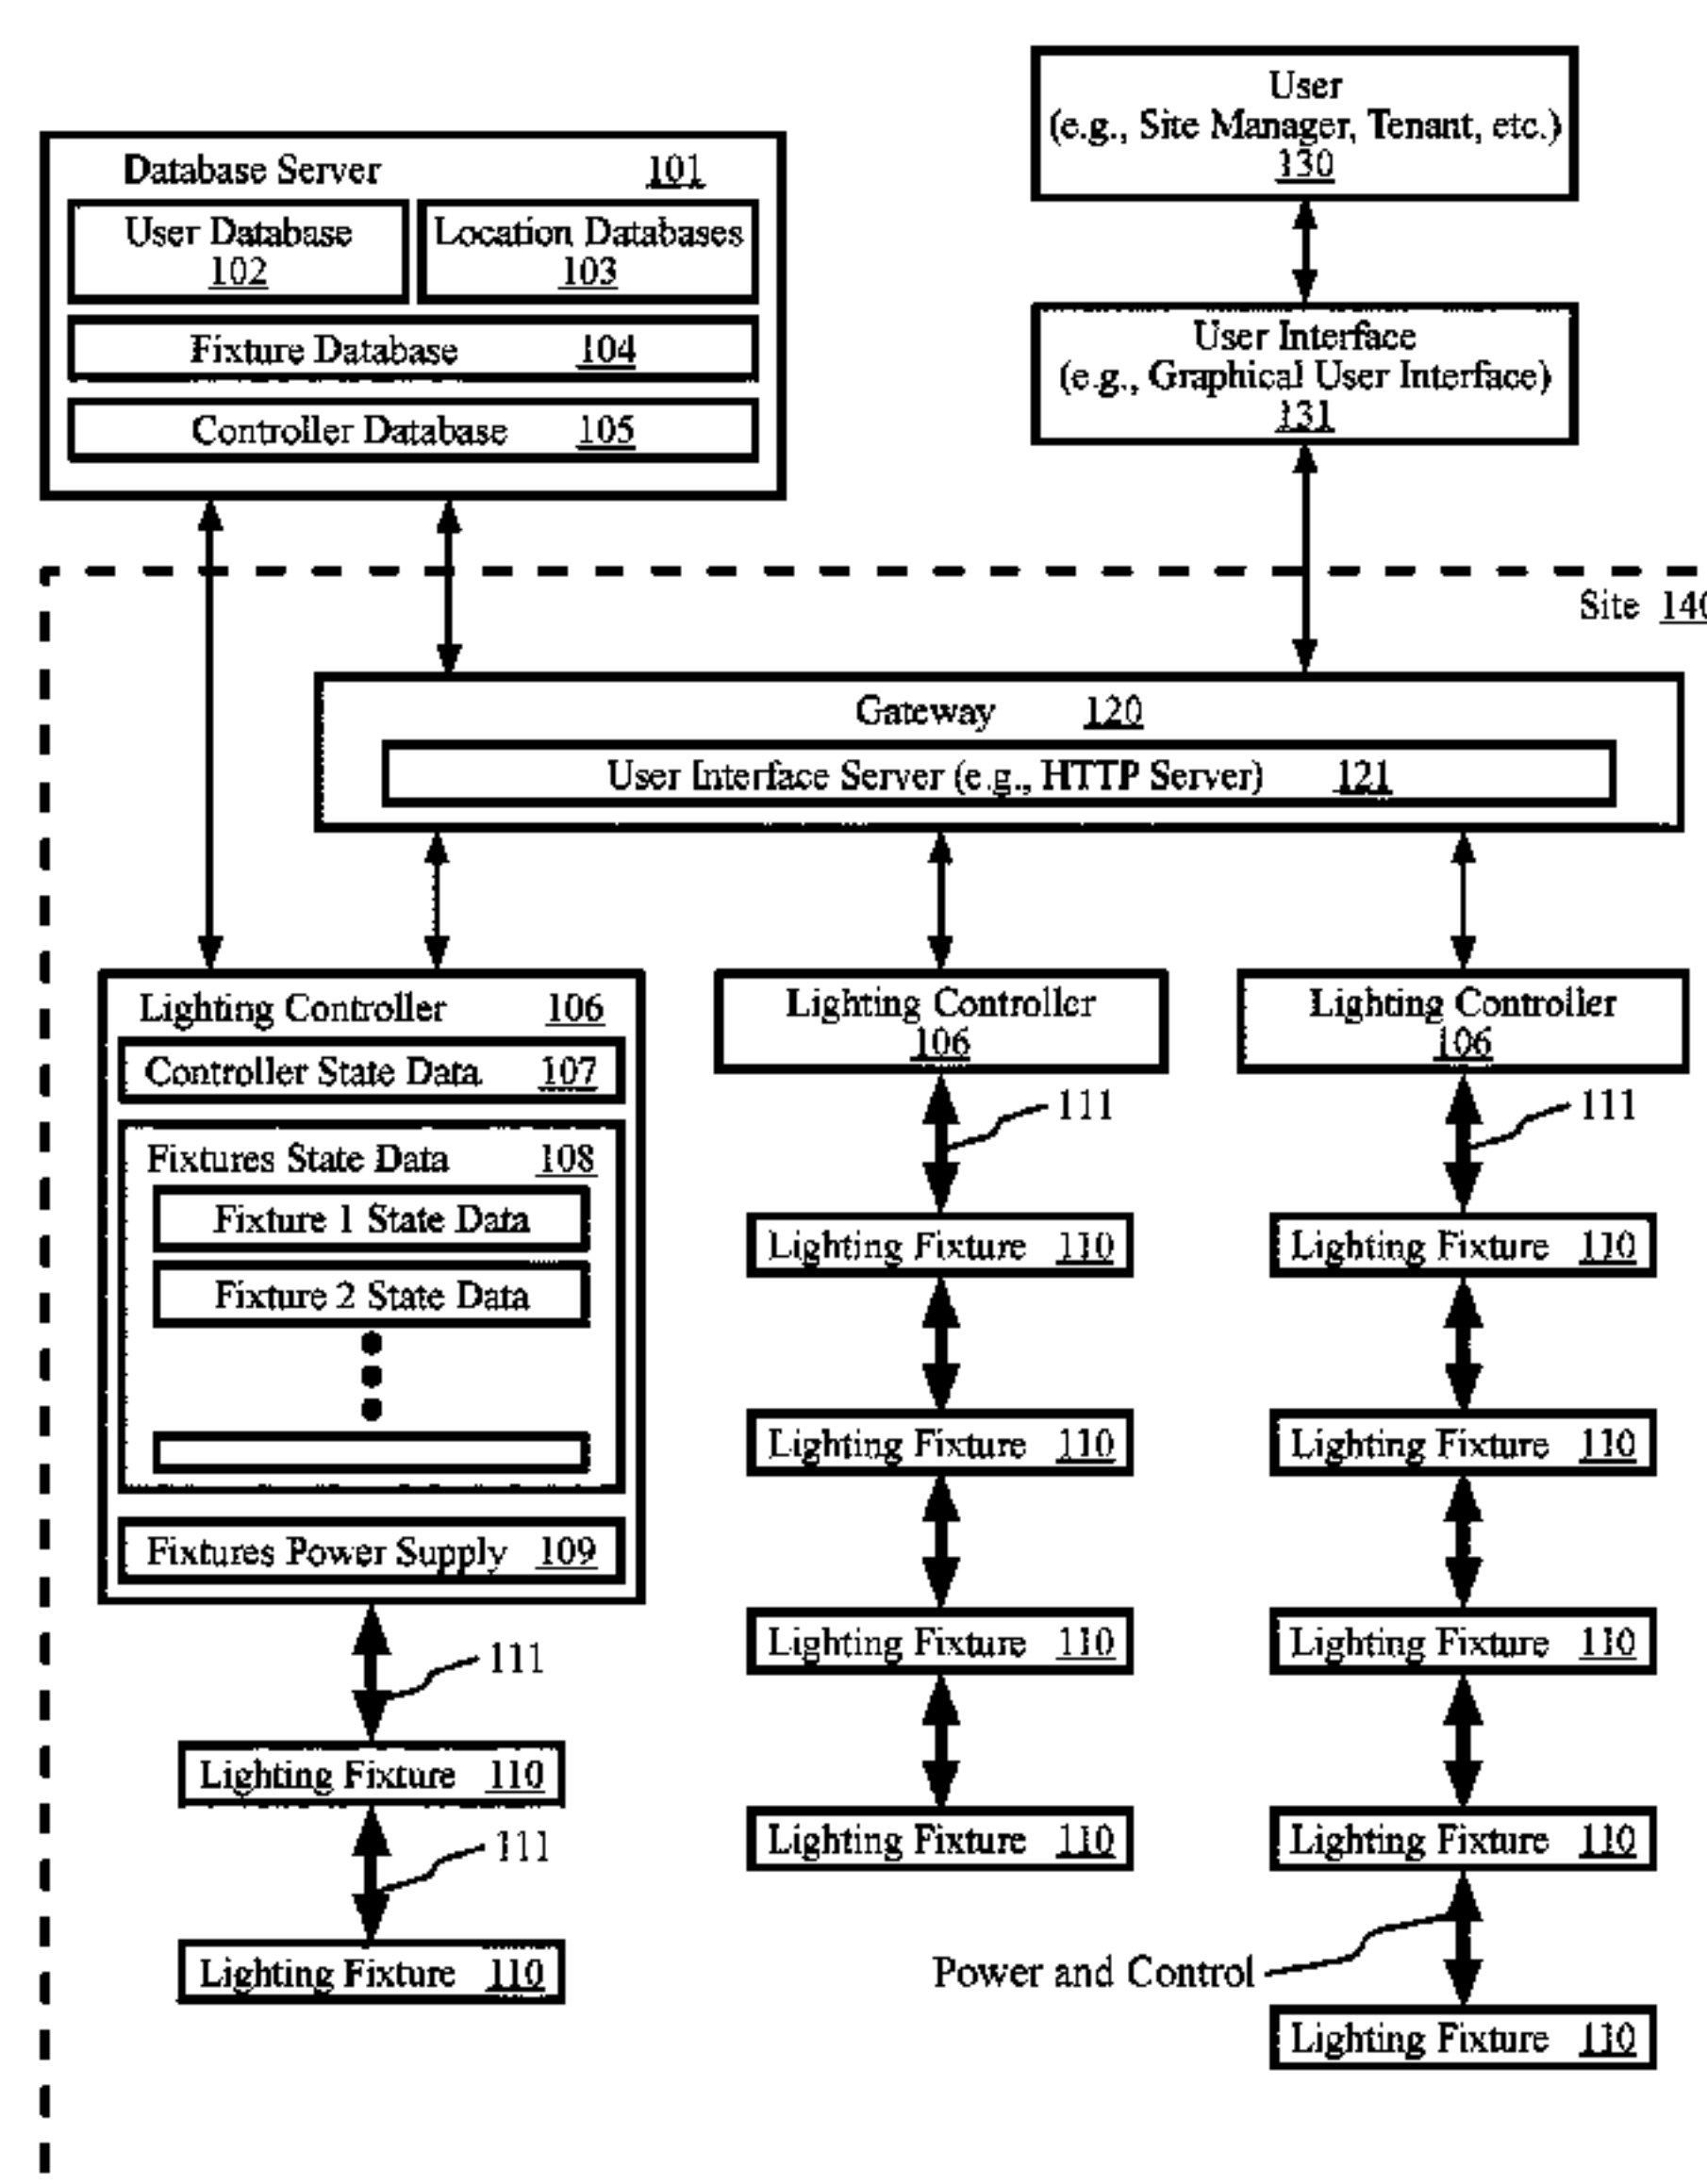 User
(e.g., Site Manager, Tenant, etc.)
130
Database Server 101
User Database
102
Location Databases
103
Fixture Database 104
Controller Database 105
User Interface
(e.g., Graphical User Interface)
131
Site 140
Gateway 120
User Interface Server (e.g., HTTP Server) 121
Lighting Controller 106
Controller State Data 107
Fixtures State Data 108
Fixture 1 State Data
Fixture 2 State Data
Fixtures Power Supply 109
111
Lighting Fixture 110
111
Lighting Fixture 110
Lighting Controller
106
111
Lighting Fixture 110
Lighting Fixture 110
Lighting Fixture 110
Lighting Fixture 110
Lighting Controller
106
111
Lighting Fixture 110
Lighting Fixture 110
Lighting Fixture 110
Lighting Fixture 110
Power and Control
Lighting Fixture 110